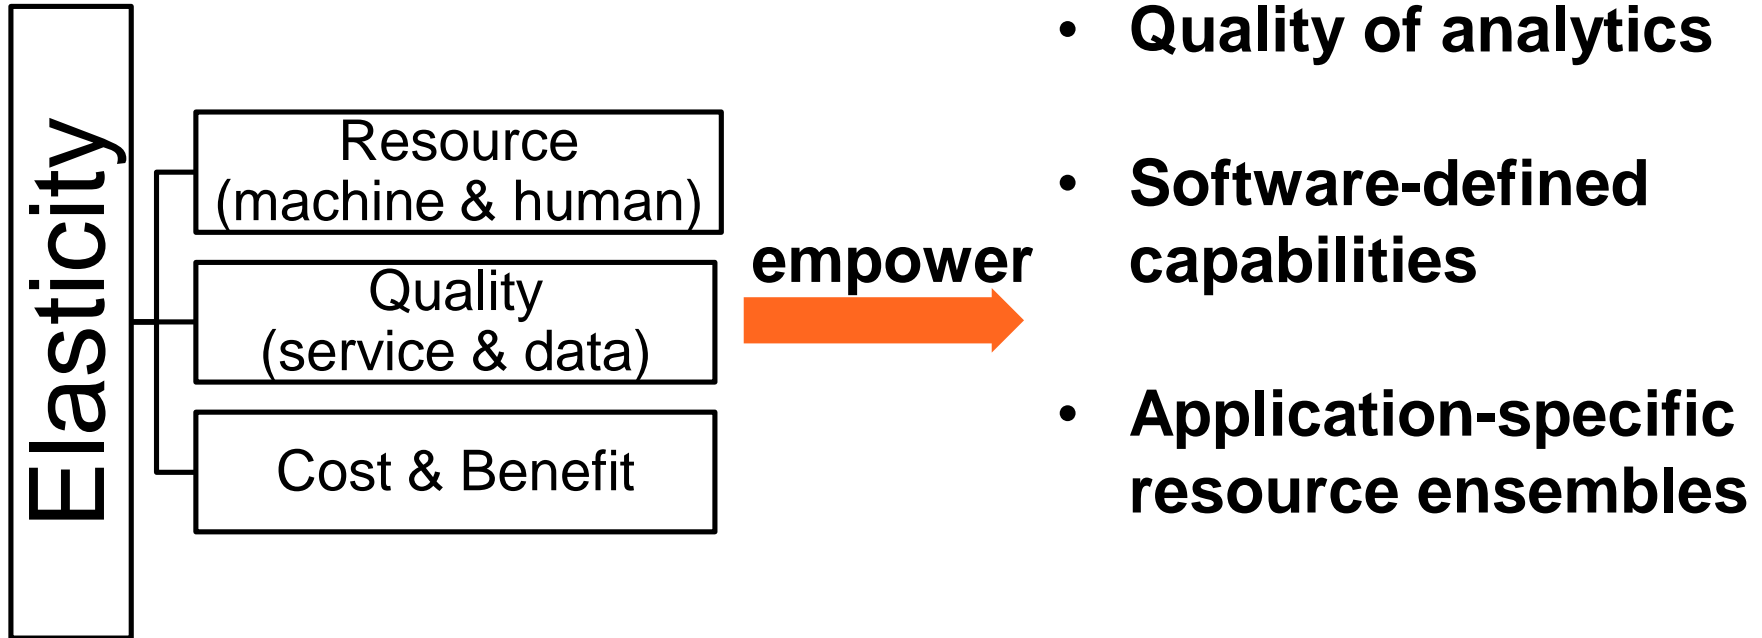 Elasticity
Resource
(machine & human)
Quality
(service & data)
Cost & Benefit
empower
• Quality of analytics
• Software-defined
capabilities
• Application-specific
resource ensembles